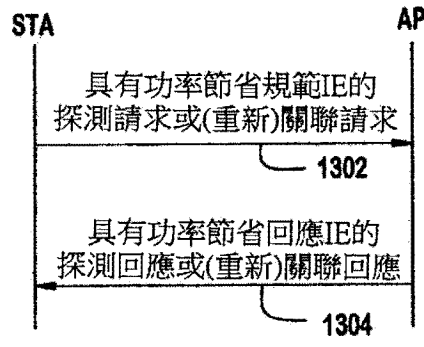 STA
AP
具有功率節省規範IE的
探測請求或(重新)關聯請求
1302
具有功率節省回應IE的
探測回應或(重新)關聯回應
1304